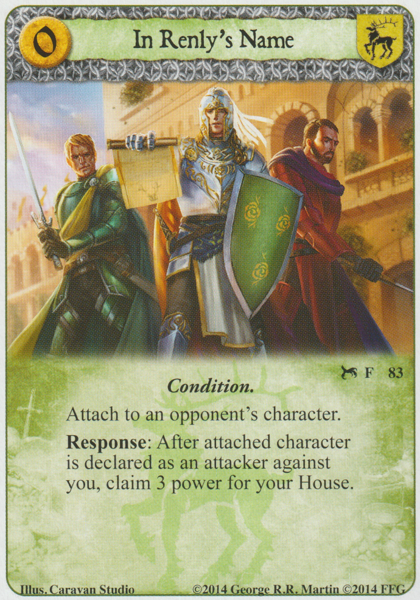 0
In Renly's Name
F 83
Condition.
Attach to an opponent's character.
Response: After attached character
is declared as an attacker against
you, claim 3 power for your House.
Illus. Caravan Studio ©2014 George R.R. Martin ©2014 FFG